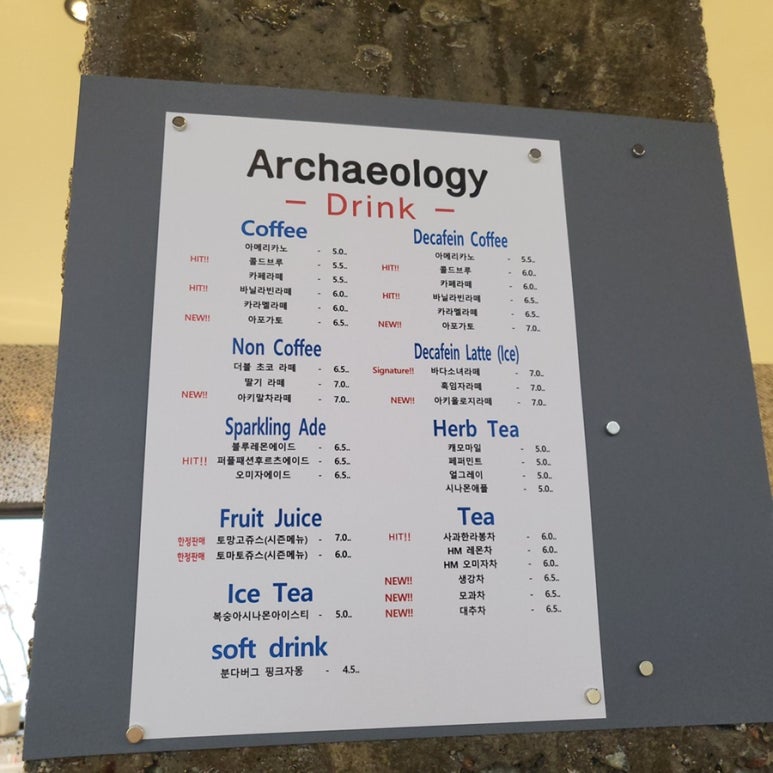 Archaeology
– Drink –
Coffee
아메리카노 - 5.0..
HIT!! 콜드브루 - 5.5..
카페라떼 - 5.5..
HIT!! 바닐라빈라떼 - 6.0..
카라멜라떼 - 6.0..
NEW!! 아포가토 - 6.5..
Non Coffee
더블 초코 라떼 - 6.5..
딸기 라떼 - 7.0..
NEW!! 아키말차라떼 - 7.0..
Sparkling Ade
블루레몬에이드 - 6.5..
HIT!! 퍼플패션후르츠에이드 - 6.5..
오미자에이드 - 6.5..
Fruit Juice
한정판매 토망고쥬스(시즌메뉴) - 7.0..
한정판매 토마토쥬스(시즌메뉴) - 6.0..
Ice Tea
복숭아시나몬아이스티 - 5.0..
soft drink
분다버그 핑크자몽 - 4.5..
Decafein Coffee
아메리카노 - 5.5..
HIT!! 콜드브루 - 6.0..
카페라떼 - 6.0..
HIT!! 바닐라빈라떼 - 6.5..
카라멜라떼 - 6.5..
NEW!! 아포가토 - 7.0..
Decafein Latte (Ice)
Signature!! 바다소녀라떼 - 7.0..
흑임자라떼 - 7.0..
NEW!! 아키올로지라떼 - 7.0..
Herb Tea
캐모마일 - 5.0..
페퍼민트 - 5.0..
얼그레이 - 5.0..
시나몬애플 - 5.0..
Tea
HIT!! 사과한라봉차 - 6.0..
HM 레몬차 - 6.0..
HM 오미자차 - 6.0..
NEW!! 생강차 - 6.5..
NEW!! 모과차 - 6.5..
NEW!! 대추차 - 6.5..